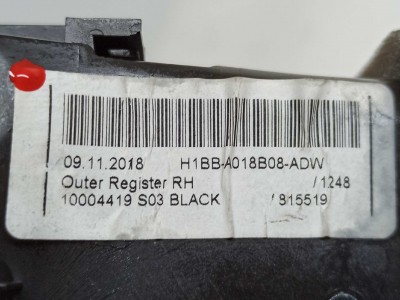 09.11.2018 H1BB-A018B08-ADW
Outer Register RH /1248
10004419 S03 BLACK /815519